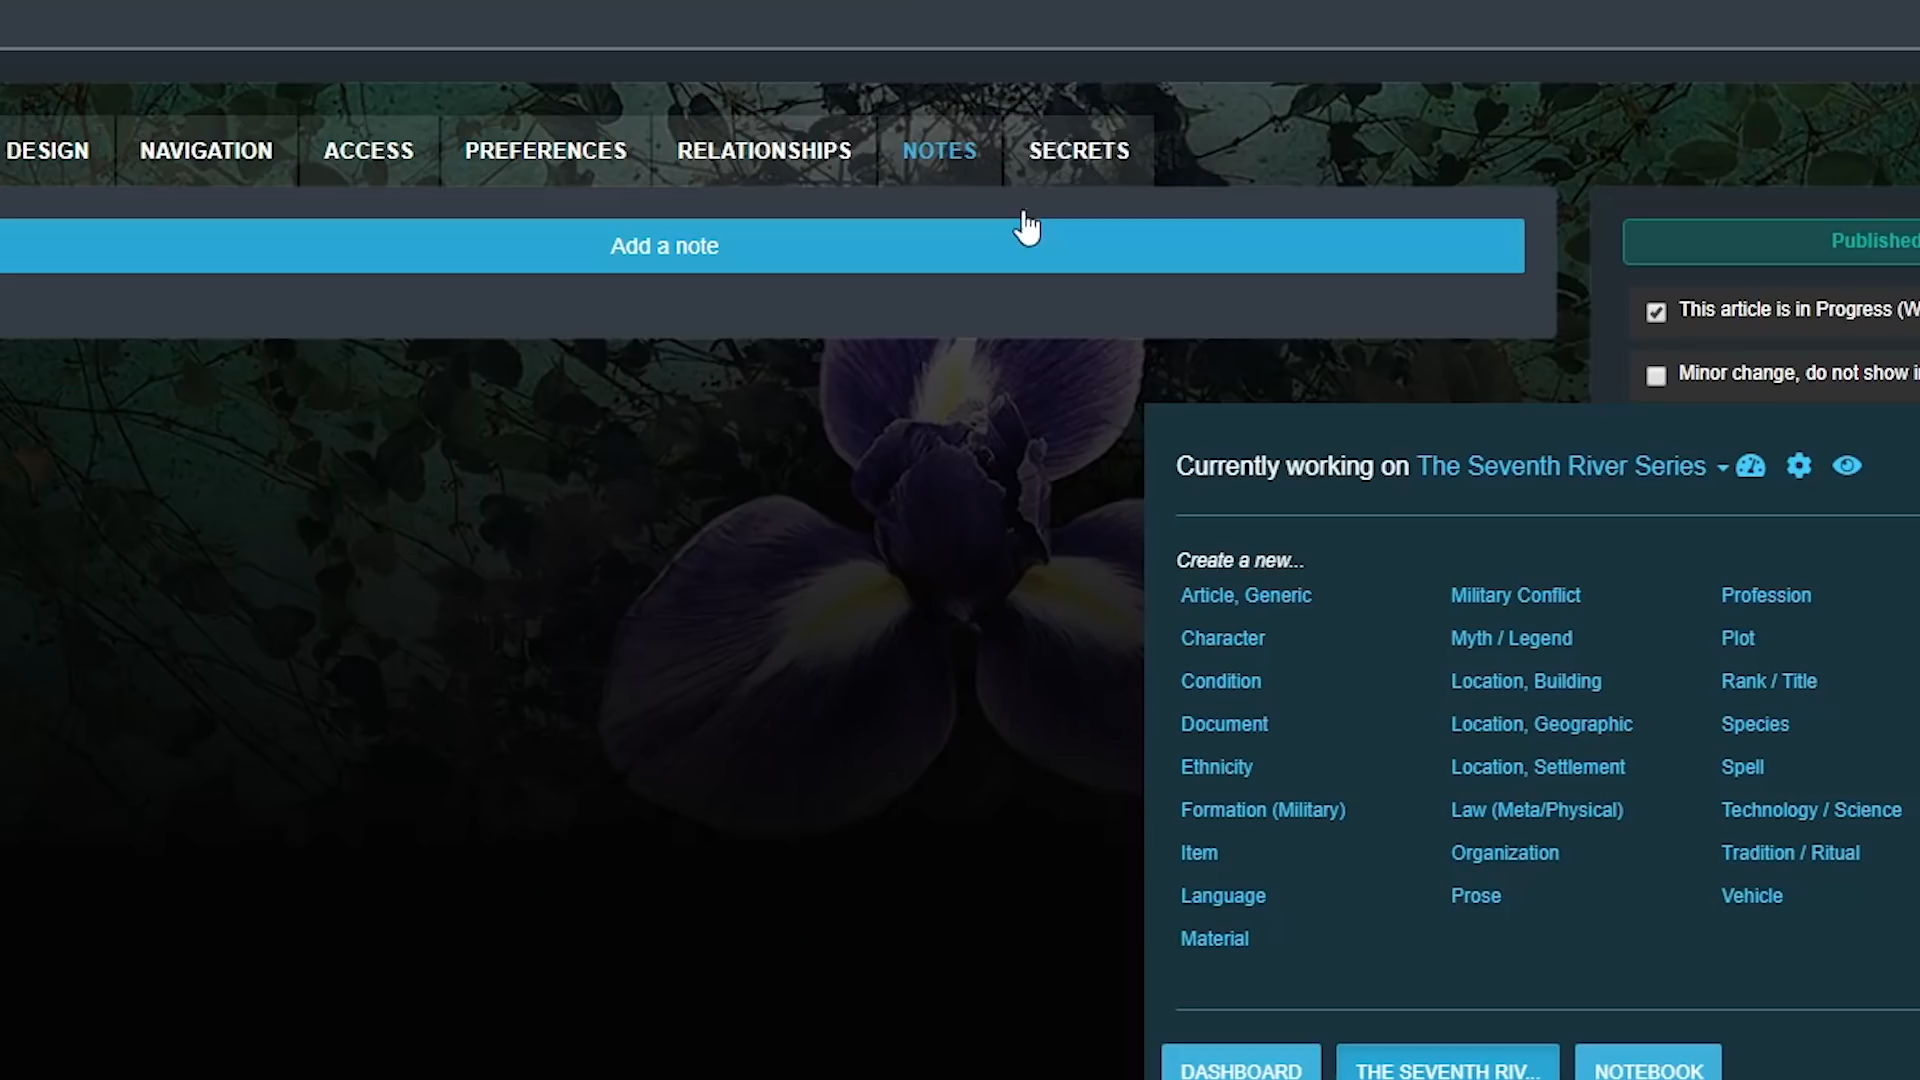 DESIGN NAVIGATION ACCESS PREFERENCES RELATIONSHIPS NOTES SECRETS
Add a note
Published
This article is in Progress (W
Minor change, do not show i
Currently working on The Seventh River Series
Create a new...
Article, Generic Military Conflict Profession
Character Myth / Legend Plot
Condition Location, Building Rank / Title
Document Location, Geographic Species
Ethnicity Location, Settlement Spell
Formation (Military) Law (Meta/Physical) Technology / Science
Item Organization Tradition / Ritual
Language Prose Vehicle
Material
DASHBOARD THE SEVENTH RIV... NOTEBOOK